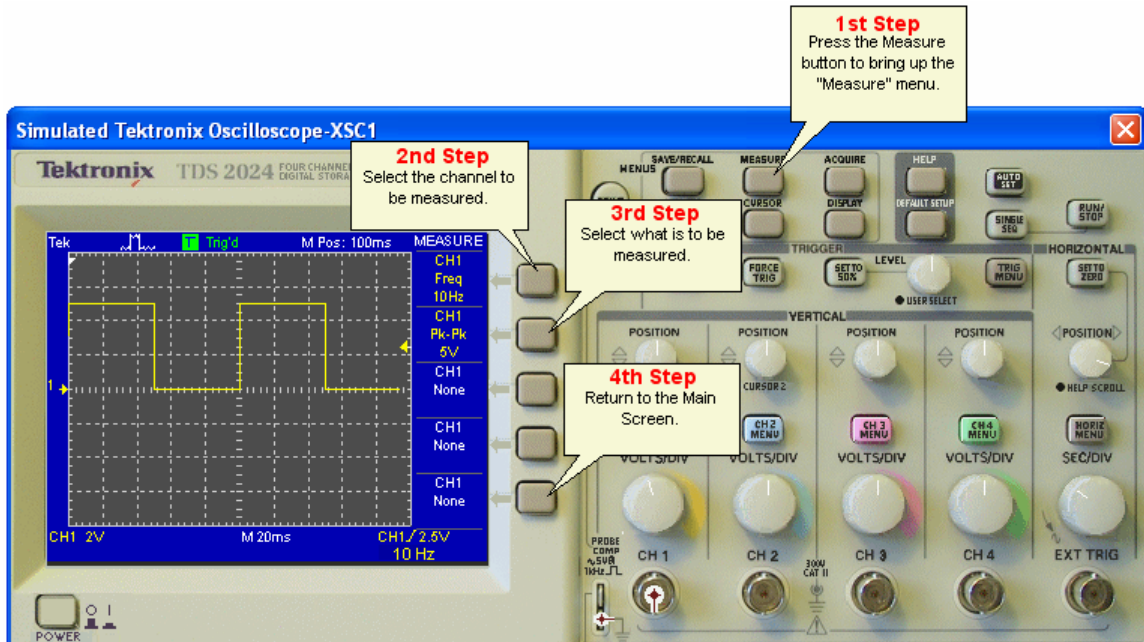 1st Step
Press the Measure
button to bring up the
"Measure" menu.
Simulated Tektronix Oscilloscope-XSC1
2nd Step
Select the channel to
be measured.
3rd Step
Select what is to be
measured.
4th Step
Return to the Main
Screen.
Tektronix TDS 2024 FOUR CHANNEL
DIGITAL STORA
MENUS
SAVE/RECALL MEASURE ACQUIRE HELP
AUTO
SET
CURSOR DISPLAY DEFAULT SETUP
SINGLE
SEQ
RUN/
STOP
TRIGGER
HORIZONTAL
FORCE
TRIG
SET TO
50%
LEVEL
TRIG
MENU
SET TO
ZERO
USER SELECT
VERTICAL
POSITION POSITION POSITION POSITION POSITION
CURSOR 2
HELP SCROLL
CH 2
MENU
CH 3
MENU
CH 4
MENU
HORIZ
MENU
VOLTS/DIV VOLTS/DIV VOLTS/DIV VOLTS/DIV SEC/DIV
PROBE
COMP
~5V@
1kHz
CH 1 CH 2 CH 3 CH 4 EXT TRIG
300V
CAT II
Tek T Trig'd M Pos: 100ms MEASURE
CH1
Freq
10Hz
CH1
Pk-Pk
5V
CH1
None
CH1
None
CH1
None
1
CH1 2V M 20ms CH1/2.5V
10 Hz
POWER